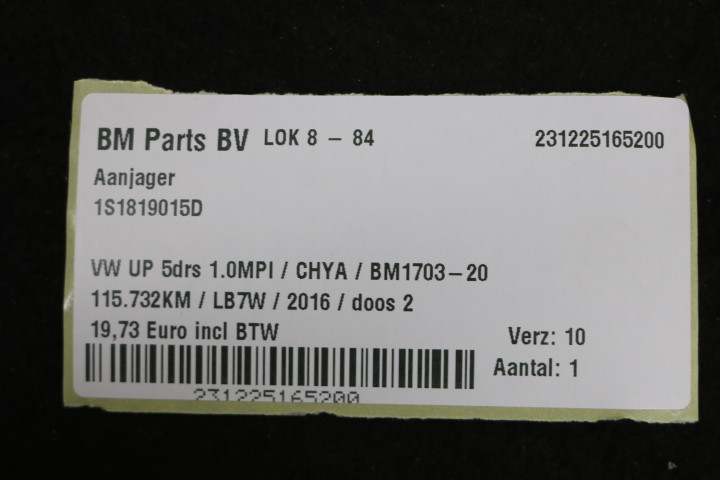 BM Parts BV LOK 8 – 84 231225165200
Aanjager
1S1819015D
VW UP 5drs 1.0MPI / CHYA / BM1703–20
115.732KM / LB7W / 2016 / doos 2
19,73 Euro incl BTW Verz: 10
Aantal: 1
231225165200